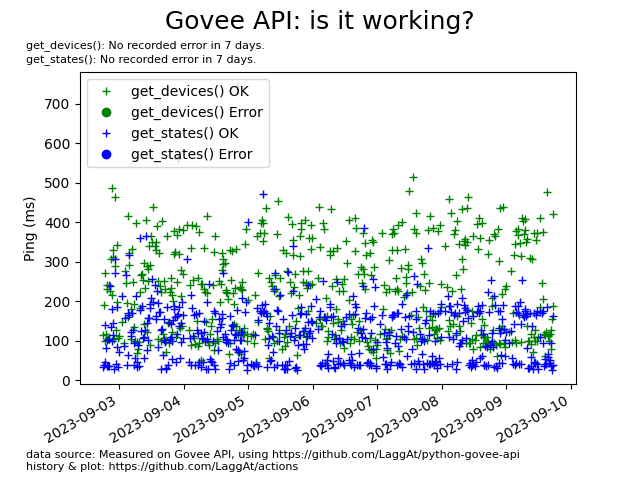 Govee API: is it working?
get_devices(): No recorded error in 7 days.
get_states(): No recorded error in 7 days.
get_devices() OK
get_devices() Error
get_states() OK
get_states() Error
Ping (ms)
700
600
500
400
300
200
100
0
2023-09-03
2023-09-04
2023-09-05
2023-09-06
2023-09-07
2023-09-08
2023-09-09
2023-09-10
data source: Measured on Govee API, using https://github.com/LaggAt/python-govee-api
history & plot: https://github.com/LaggAt/actions